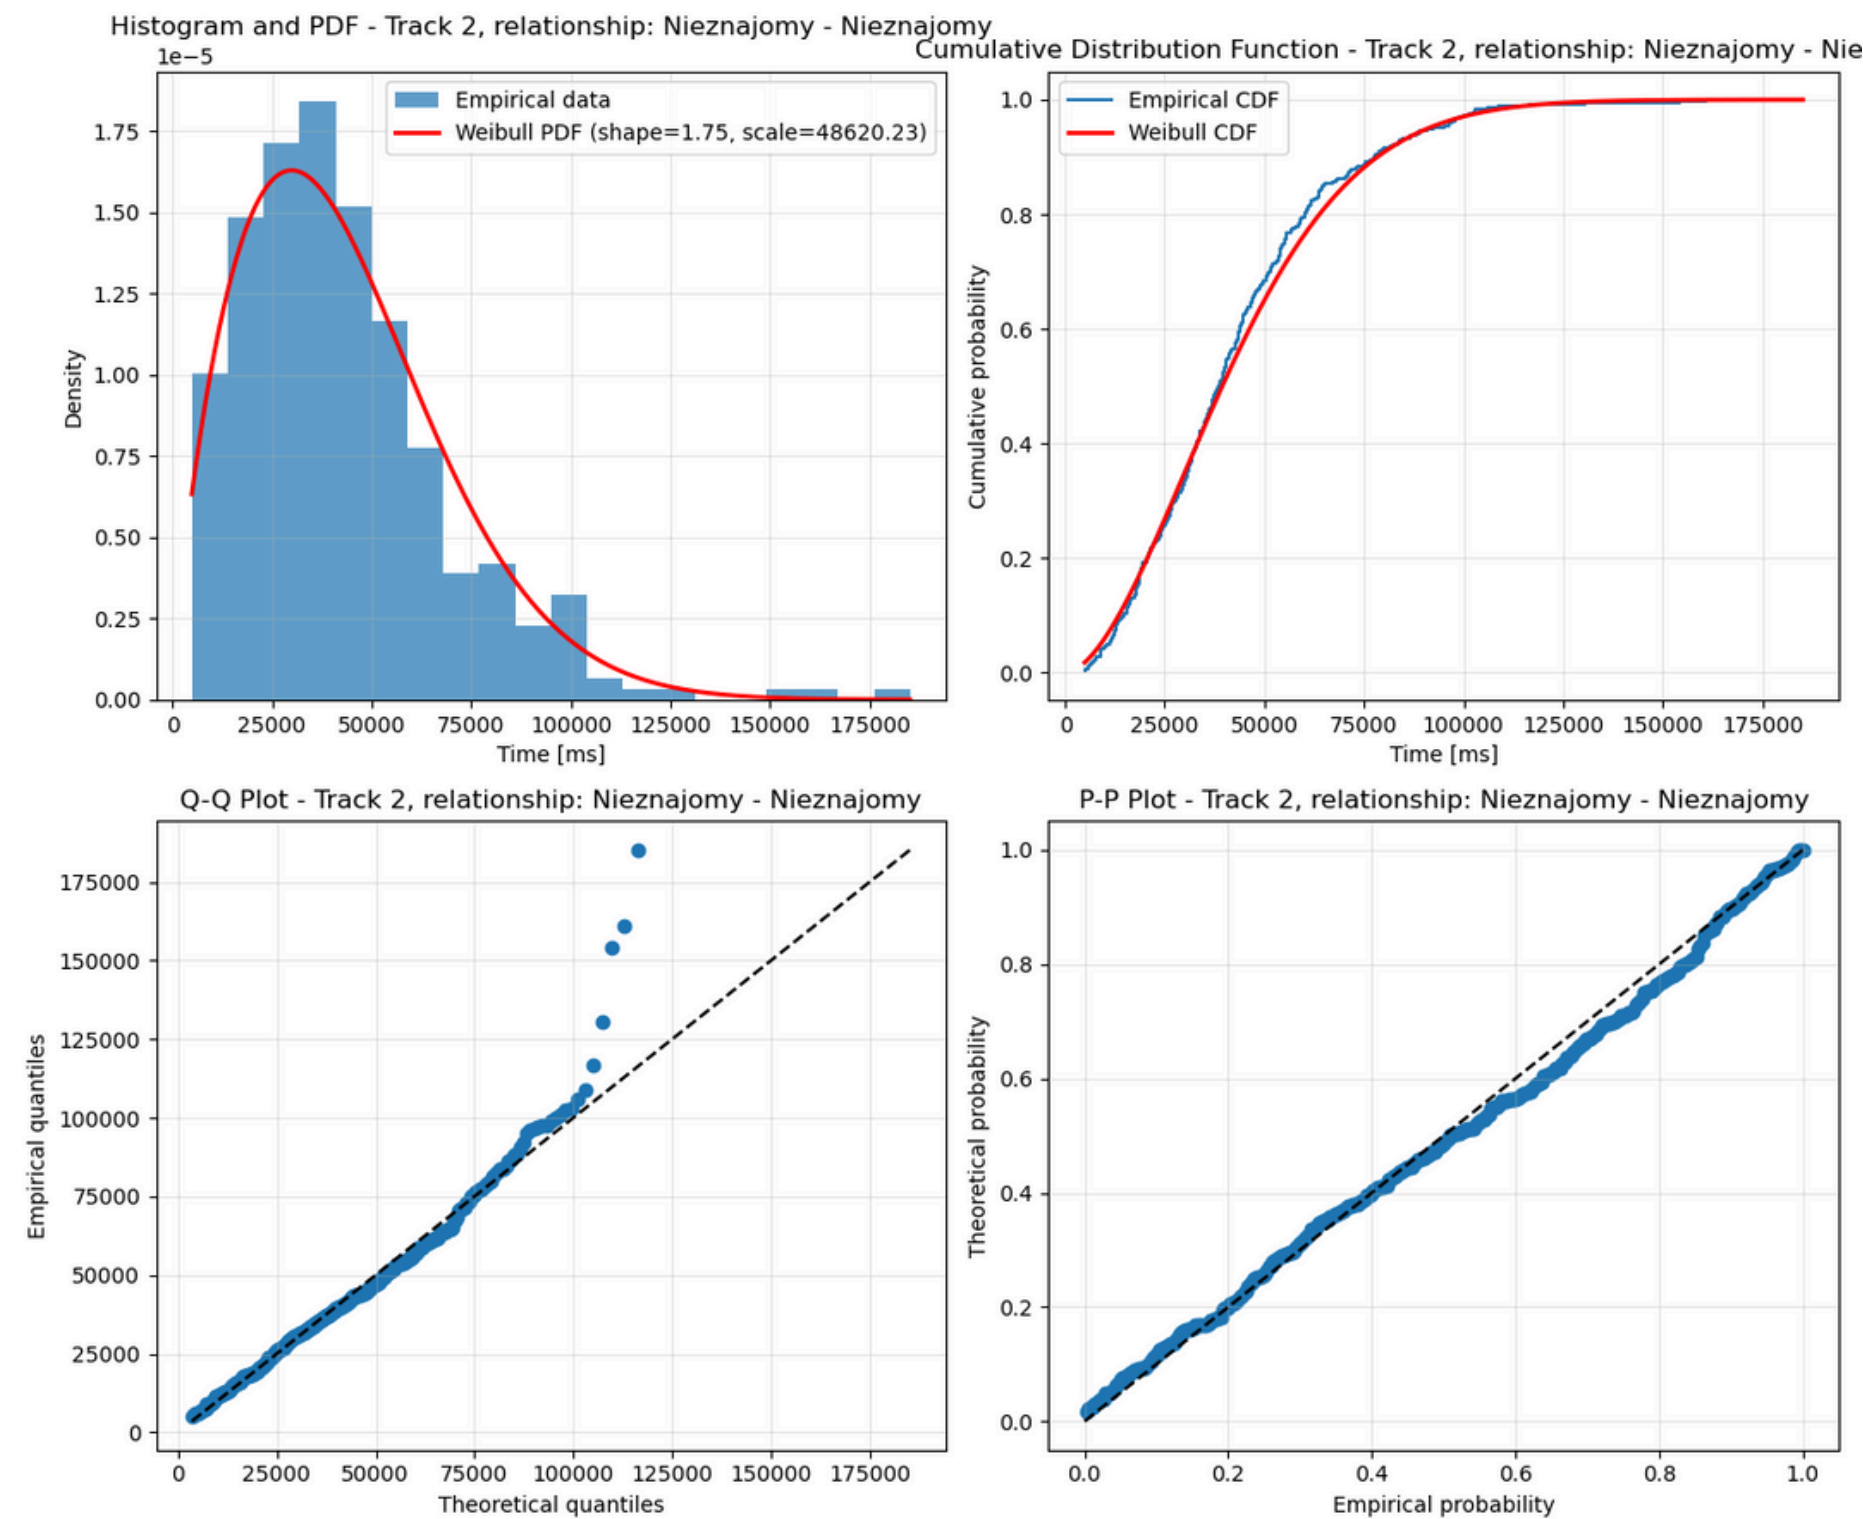 Histogram and PDF - Track 2, relationship: Nieznajomy - Nieznajomy
1e−5
Empirical data
Weibull PDF (shape=1.75, scale=48620.23)
1.75
1.50
1.25
1.00
0.75
0.50
0.25
0.00
Density
0 25000 50000 75000 100000 125000 150000 175000
Time [ms]
Cumulative Distribution Function - Track 2, relationship: Nieznajomy - Nie
Empirical CDF
Weibull CDF
1.0
0.8
0.6
0.4
0.2
0.0
Cumulative probability
0 25000 50000 75000 100000 125000 150000 175000
Time [ms]
Q-Q Plot - Track 2, relationship: Nieznajomy - Nieznajomy
175000
150000
125000
100000
75000
50000
25000
0
Empirical quantiles
0 25000 50000 75000 100000 125000 150000 175000
Theoretical quantiles
P-P Plot - Track 2, relationship: Nieznajomy - Nieznajomy
1.0
0.8
0.6
0.4
0.2
0.0
Theoretical probability
0.0 0.2 0.4 0.6 0.8 1.0
Empirical probability